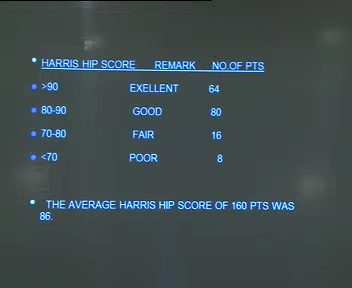 HARRIS HIP SCORE REMARK NO.OF PTS
>90 EXELLENT 64
80-90 GOOD 80
70-80 FAIR 16
<70 POOR 8
THE AVERAGE HARRIS HIP SCORE OF 160 PTS WAS
86.